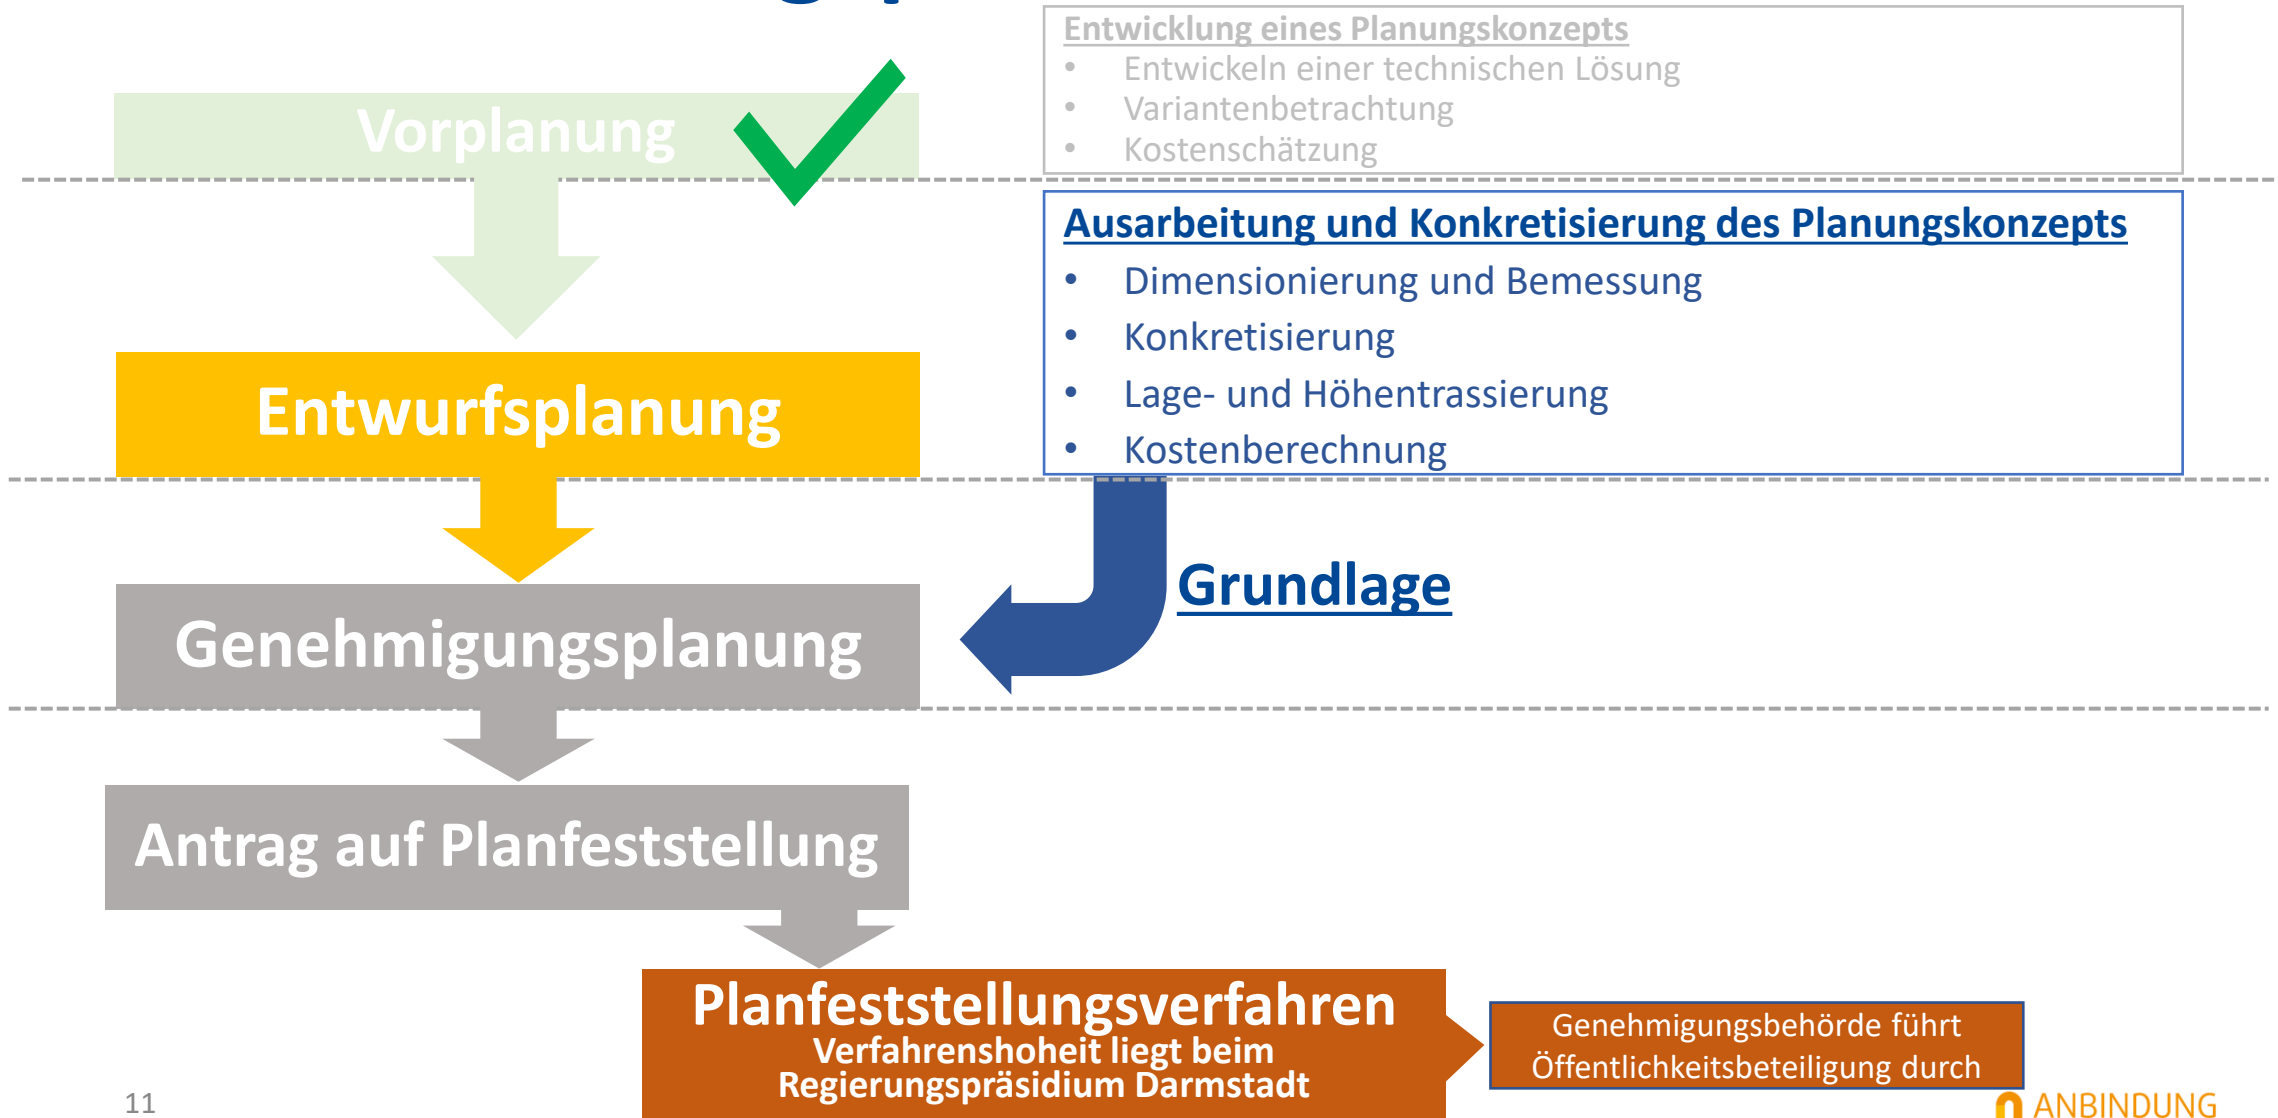 Entwicklung eines Planungskonzepts
• Entwickeln einer technischen Lösung
• Variantenbetrachtung
• Kostenschätzung
Vorplanung
Ausarbeitung und Konkretisierung des Planungskonzepts
• Dimensionierung und Bemessung
• Konkretisierung
• Lage- und Höhentrassierung
• Kostenberechnung
Entwurfsplanung
Grundlage
Genehmigungsplanung
Antrag auf Planfeststellung
Planfeststellungsverfahren
Verfahrenshoheit liegt beim
Regierungspräsidium Darmstadt
Genehmigungsbehörde führt
Öffentlichkeitsbeteiligung durch
11
ANBINDUNG